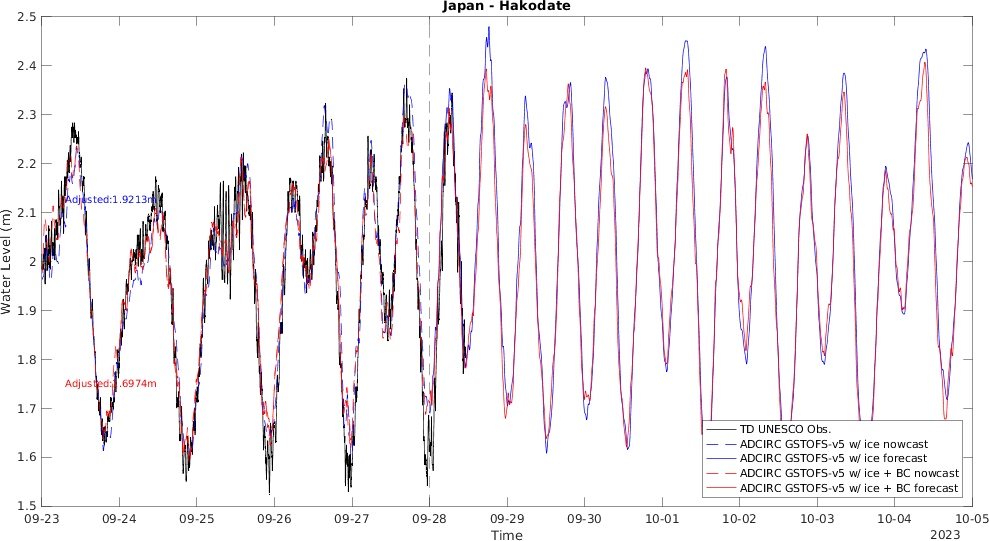 Japan - Hakodate
2.5
2.4
2.3
2.2
2.1
2
1.9
1.8
1.7
1.6
1.5
Water Level (m)
Adjusted:1.9213m
Adjusted:1.6974m
TD UNESCO Obs.
ADCIRC GSTOFS-v5 w/ ice nowcast
ADCIRC GSTOFS-v5 w/ ice forecast
ADCIRC GSTOFS-v5 w/ ice + BC nowcast
ADCIRC GSTOFS-v5 w/ ice + BC forecast
09-23 09-24 09-25 09-26 09-27 09-28 09-29 09-30 10-01 10-02 10-03 10-04 10-05
Time
2023